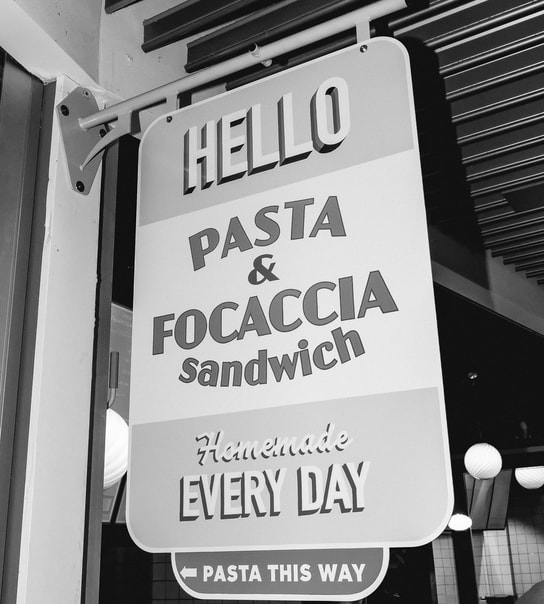 HELLO
PASTA
&
FOCACCIA
sandwich
Homemade
EVERY DAY
← PASTA THIS WAY